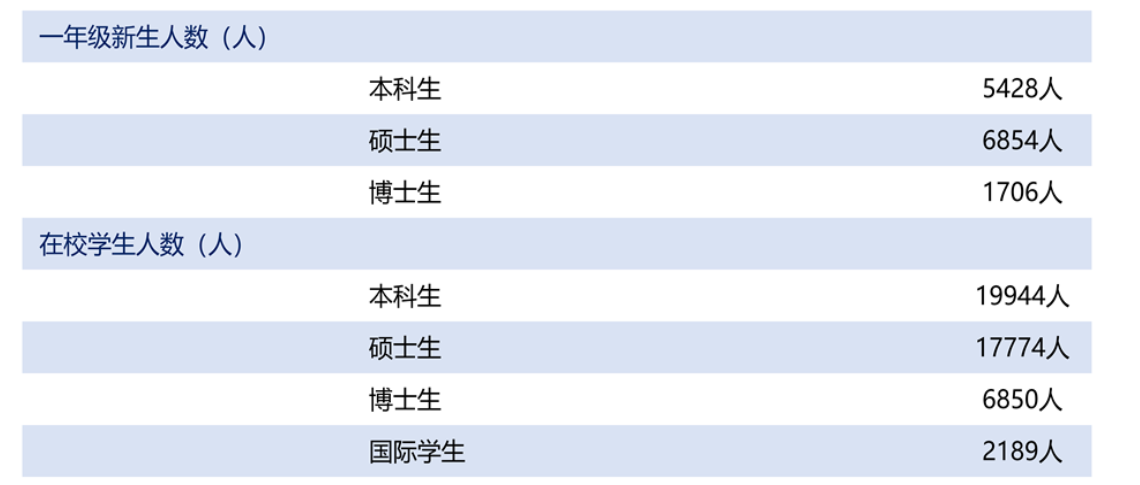 一年级新生人数（人）
本科生 5428人
硕士生 6854人
博士生 1706人
在校学生人数（人）
本科生 19944人
硕士生 17774人
博士生 6850人
国际学生 2189人